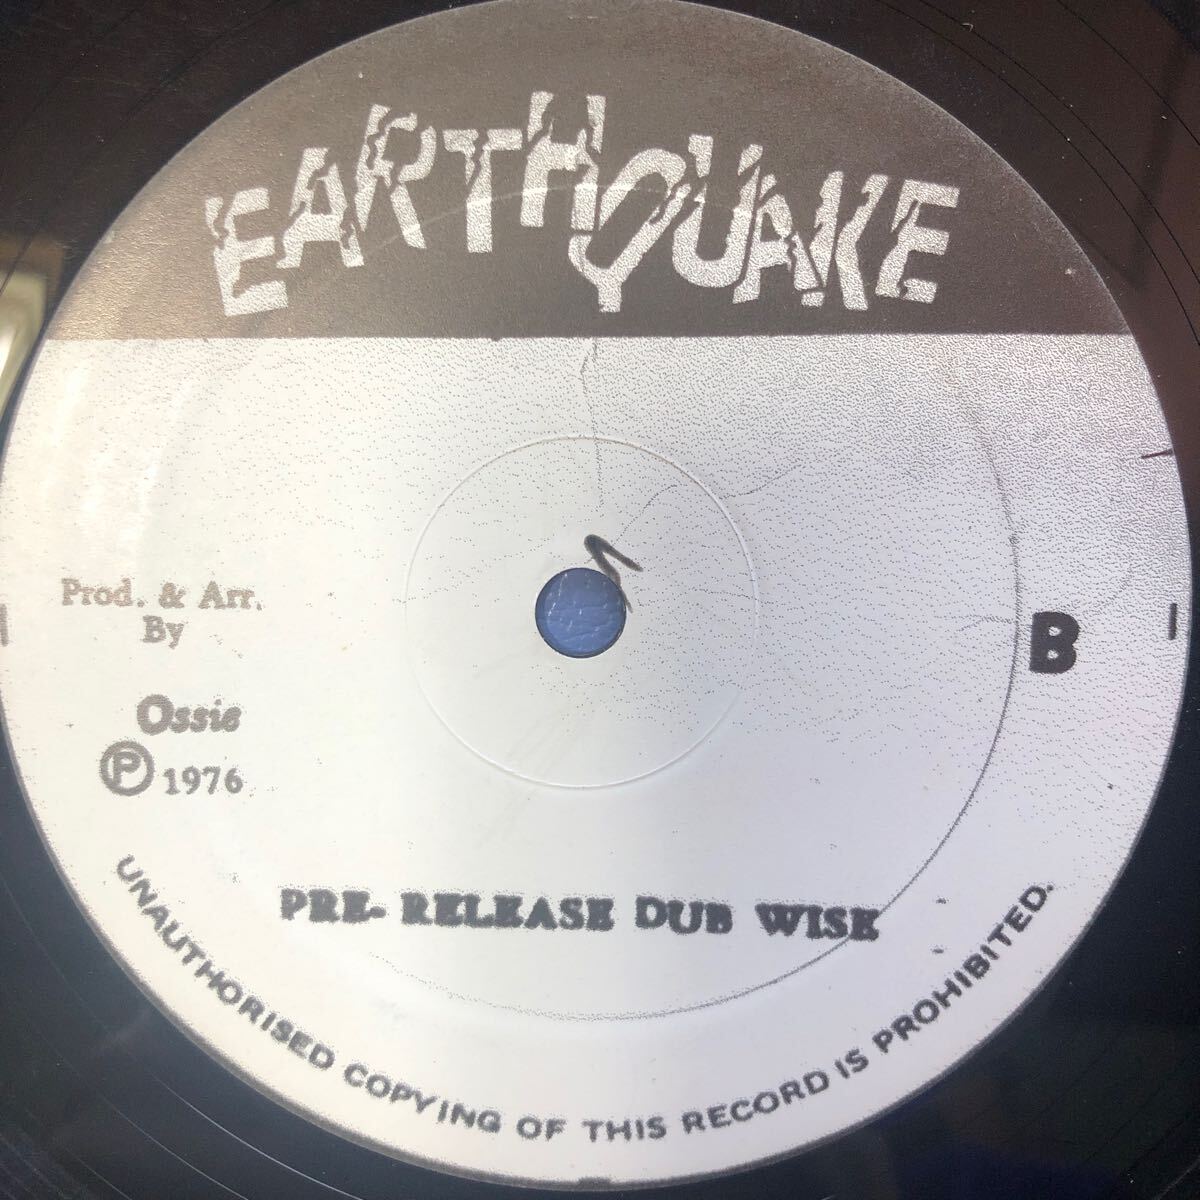 EARTHQUAKE
Prod. & Arr.
By
Ossie
Ⓟ 1976
B
PRE-RELEASE DUB WISE
UNAUTHORISED COPYING OF THIS RECORD IS PROHIBITED.